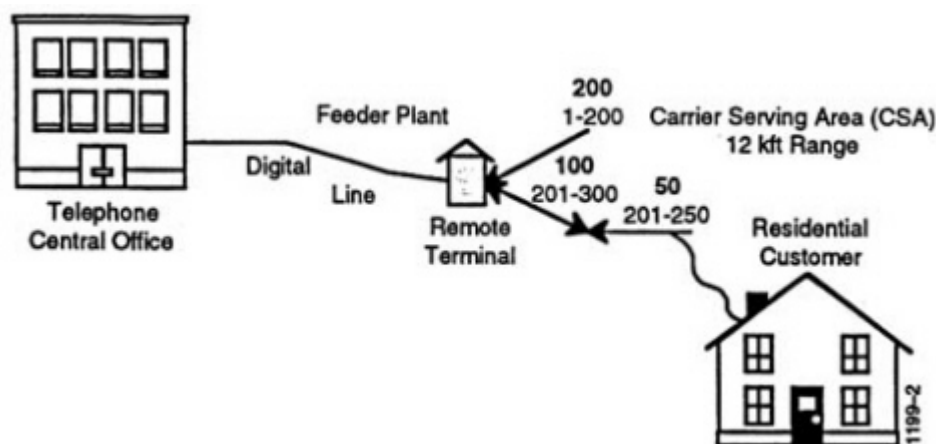 200
1-200
Feeder Plant
Carrier Serving Area (CSA)
12 kft Range
Digital
Line
100
201-300
50
201-250
Telephone
Central Office
Remote
Terminal
Residential
Customer
1199-2